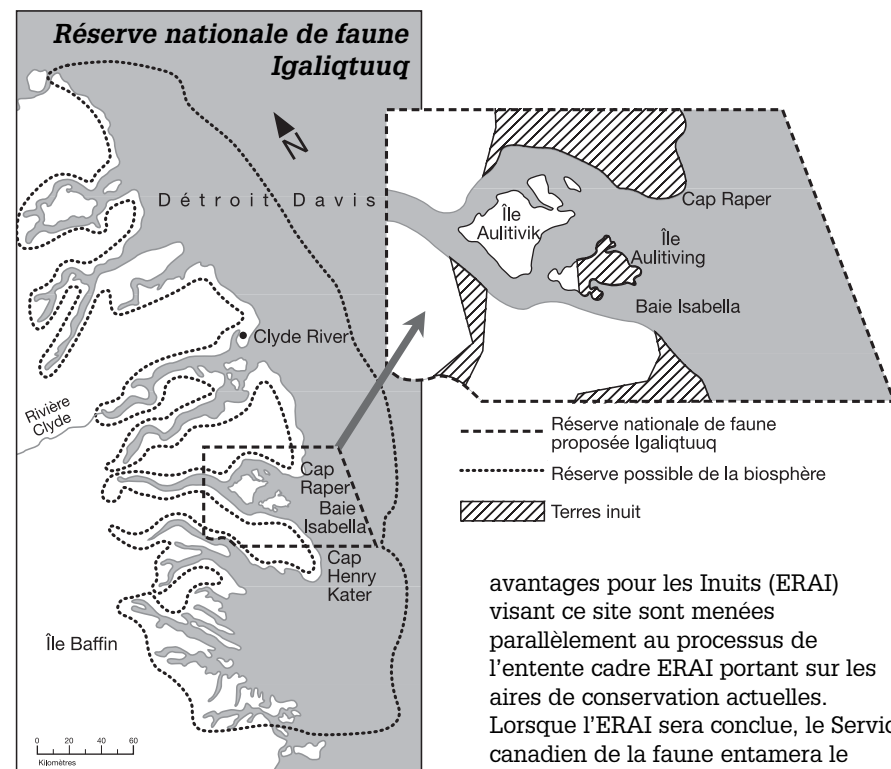 Réserve nationale de faune
Igaliqtuuq
N
Détroit Davis
Clyde River
Rivière
Clyde
Cap
Raper
Baie
Isabella
Cap
Henry
Kater
Île Baffin
0 20 40 60
Kilomètres
Cap Raper
Île
Aulitivik
Île
Aulitiving
Baie Isabella
Réserve nationale de faune
proposée Igaliqtuuq
Réserve possible de la biosphère
Terres inuit
avantages pour les Inuits (ERAI)
visant ce site sont menées
parallèlement au processus de
l'entente cadre ERAI portant sur les
aires de conservation actuelles.
Lorsque l'ERAI sera conclue, le Servic
canadien de la faune entamera le